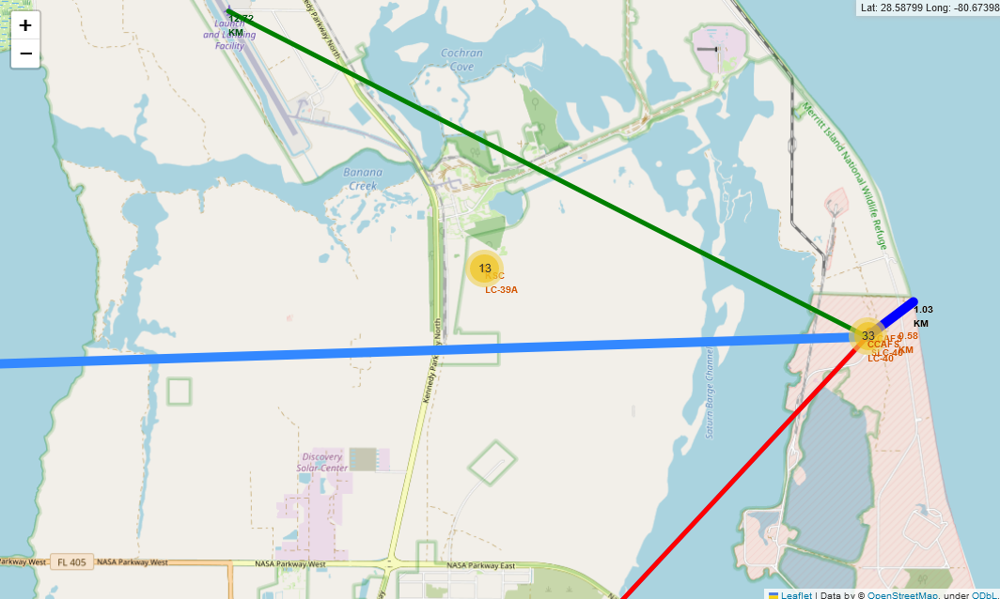 Lat: 28.58799 Long: -80.67398
+
−
12.72
KM
Launch
and Landing
Facility
Kennedy Parkway North
Cochran
Cove
Merritt Island National Wildlife Refuge
Banana
Creek
13
KSC
LC-39A
1.03
KM
33
0.58
KM
CCAFS
SLC-40
LC-40
Kennedy Parkway North
Saturn Barge Channel
Discovery
Solar Center
Parkway West
FL 405
NASA Parkway West
NASA Parkway West
NASA Parkway East
Leaflet | Data by © OpenStreetMap, under ODbL.